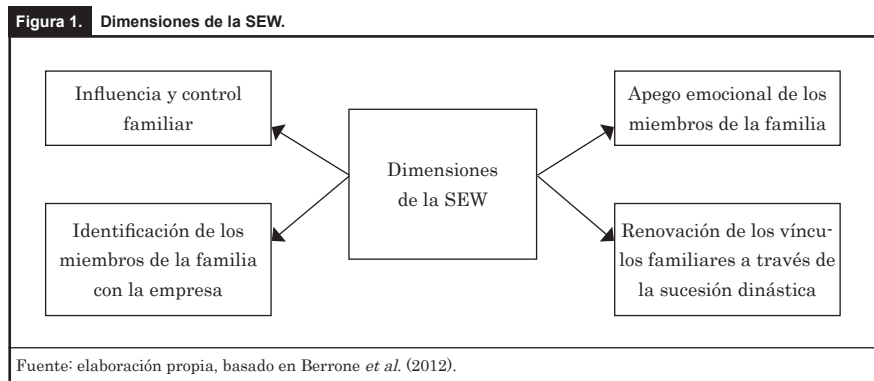 Figura 1. Dimensiones de la SEW.
Influencia y control
familiar
Identificación de los
miembros de la familia
con la empresa
Dimensiones
de la SEW
Apego emocional de los
miembros de la familia
Renovación de los víncu-
los familiares a través de
la sucesión dinástica
Fuente: elaboración propia, basado en Berrone et al. (2012).